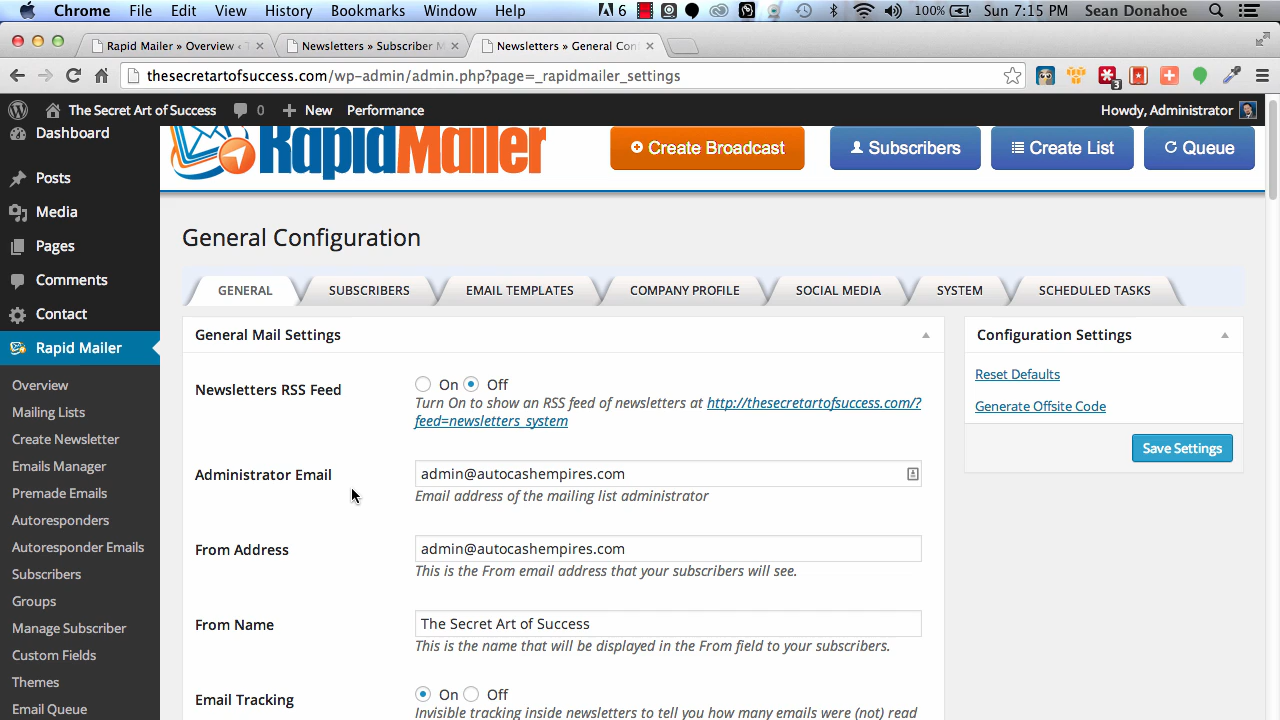 Chrome File Edit View History Bookmarks Window Help 6 100% Sun 7:15 PM Sean Donahoe
Rapid Mailer » Overview ‹ Newsletters » Subscriber M Newsletters » General Con
thesecretartofsuccess.com/wp-admin/admin.php?page=_rapidmailer_settings 3
The Secret Art of Success 0 New Performance Howdy, Administrator
RapidMailer Create Broadcast Subscribers Create List Queue
Dashboard
Posts
Media
Pages
Comments
Contact
Rapid Mailer
Overview
Mailing Lists
Create Newsletter
Emails Manager
Premade Emails
Autoresponders
Autoresponder Emails
Subscribers
Groups
Manage Subscriber
Custom Fields
Themes
Email Queue
General Configuration
GENERAL SUBSCRIBERS EMAIL TEMPLATES COMPANY PROFILE SOCIAL MEDIA SYSTEM SCHEDULED TASKS
General Mail Settings
Newsletters RSS Feed On Off
Turn On to show an RSS feed of newsletters at http://thesecretartofsuccess.com/?
feed=newsletters_system
Administrator Email admin@autocashempires.com
Email address of the mailing list administrator
From Address admin@autocashempires.com
This is the From email address that your subscribers will see.
From Name The Secret Art of Success
This is the name that will be displayed in the From field to your subscribers.
Email Tracking On Off
Invisible tracking inside newsletters to tell you how many emails were (not) read
Configuration Settings
Reset Defaults
Generate Offsite Code
Save Settings